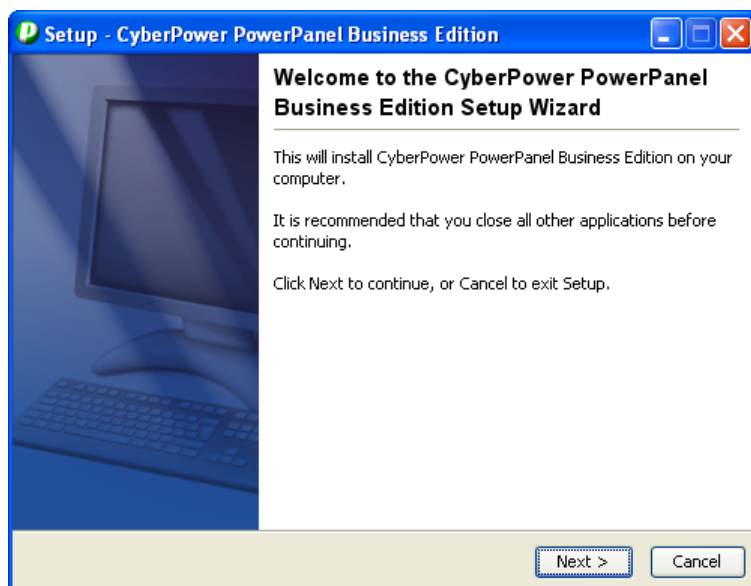 Setup - CyberPower PowerPanel Business Edition
Welcome to the CyberPower PowerPanel
Business Edition Setup Wizard
This will install CyberPower PowerPanel Business Edition on your
computer.
It is recommended that you close all other applications before
continuing.
Click Next to continue, or Cancel to exit Setup.
Next >
Cancel